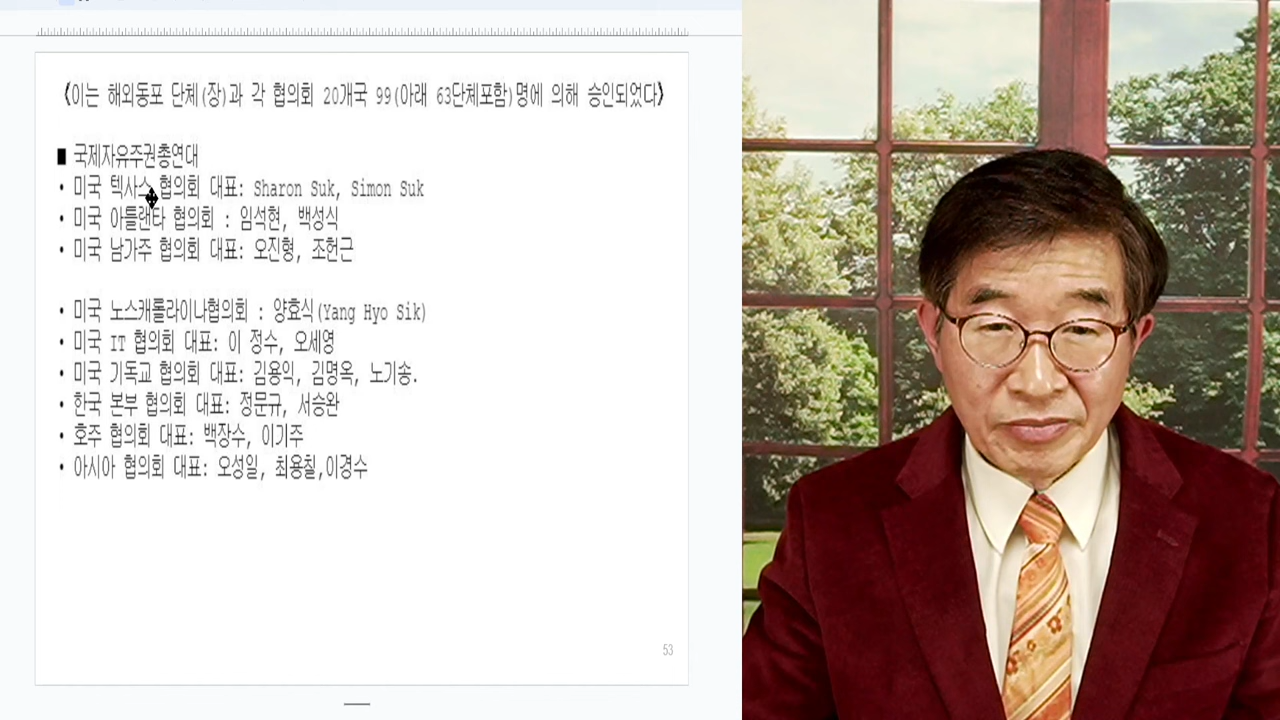 《이는 해외동포 단체(장)과 각 협의회 20개국 99(아래 63단체포함)명에 의해 승인되었다》
■ 국제자유주권총연대
• 미국 텍사스 협의회 대표: Sharon Suk, Simon Suk
• 미국 아틀랜타 협의회 : 임석현, 백성식
• 미국 남가주 협의회 대표: 오진형, 조헌근
• 미국 노스캐롤라이나협의회 : 양효식(Yang Hyo Sik)
• 미국 IT 협의회 대표: 이 정수, 오세영
• 미국 기독교 협의회 대표: 김용익, 김명옥, 노기송.
• 한국 본부 협의회 대표: 정문규, 서승완
• 호주 협의회 대표: 백장수, 이기주
• 아시아 협의회 대표: 오성일, 최용칠,이경수
53